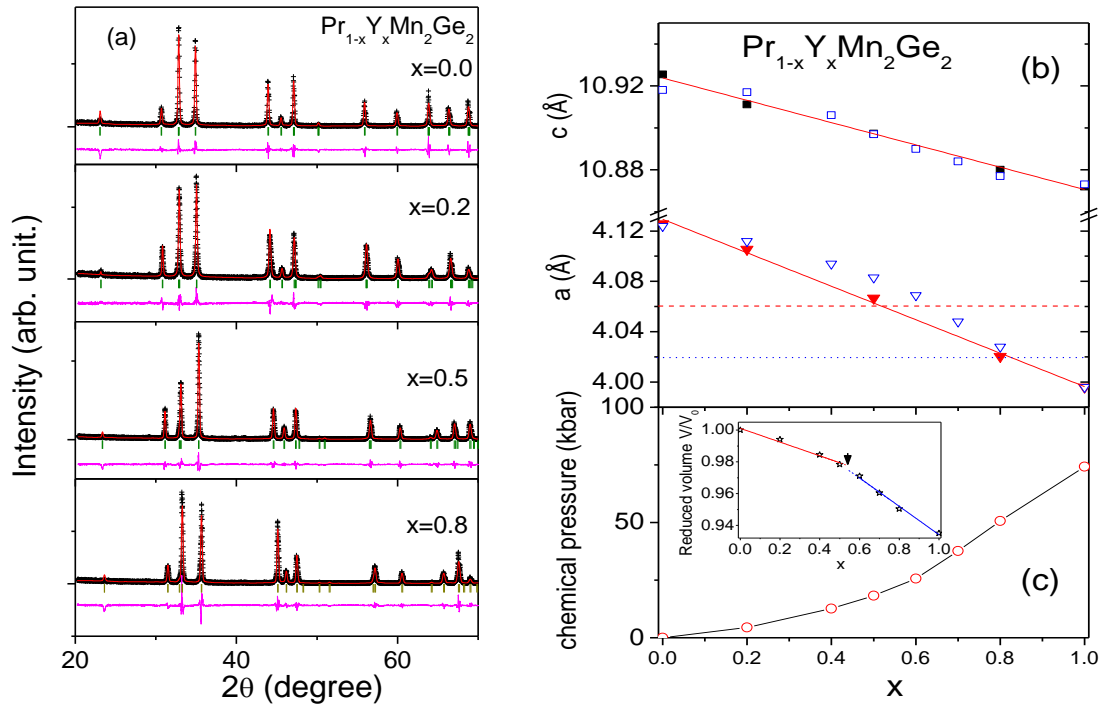 (a)
Pr1-xYxMn2Ge2
x=0.0
x=0.2
x=0.5
x=0.8
Intensity (arb. unit.)
20 40 60
2θ (degree)
Pr1-xYxMn2Ge2
(b)
c (Å)
10.92
10.88
a (Å)
4.12
4.08
4.04
4.00
chemical pressure (kbar)
100
50
0
(c)
Reduced volume V/V0
1.00
0.98
0.96
0.94
0.0 0.2 0.4 0.6 0.8 1.0
x
0.0 0.2 0.4 0.6 0.8 1.0
x